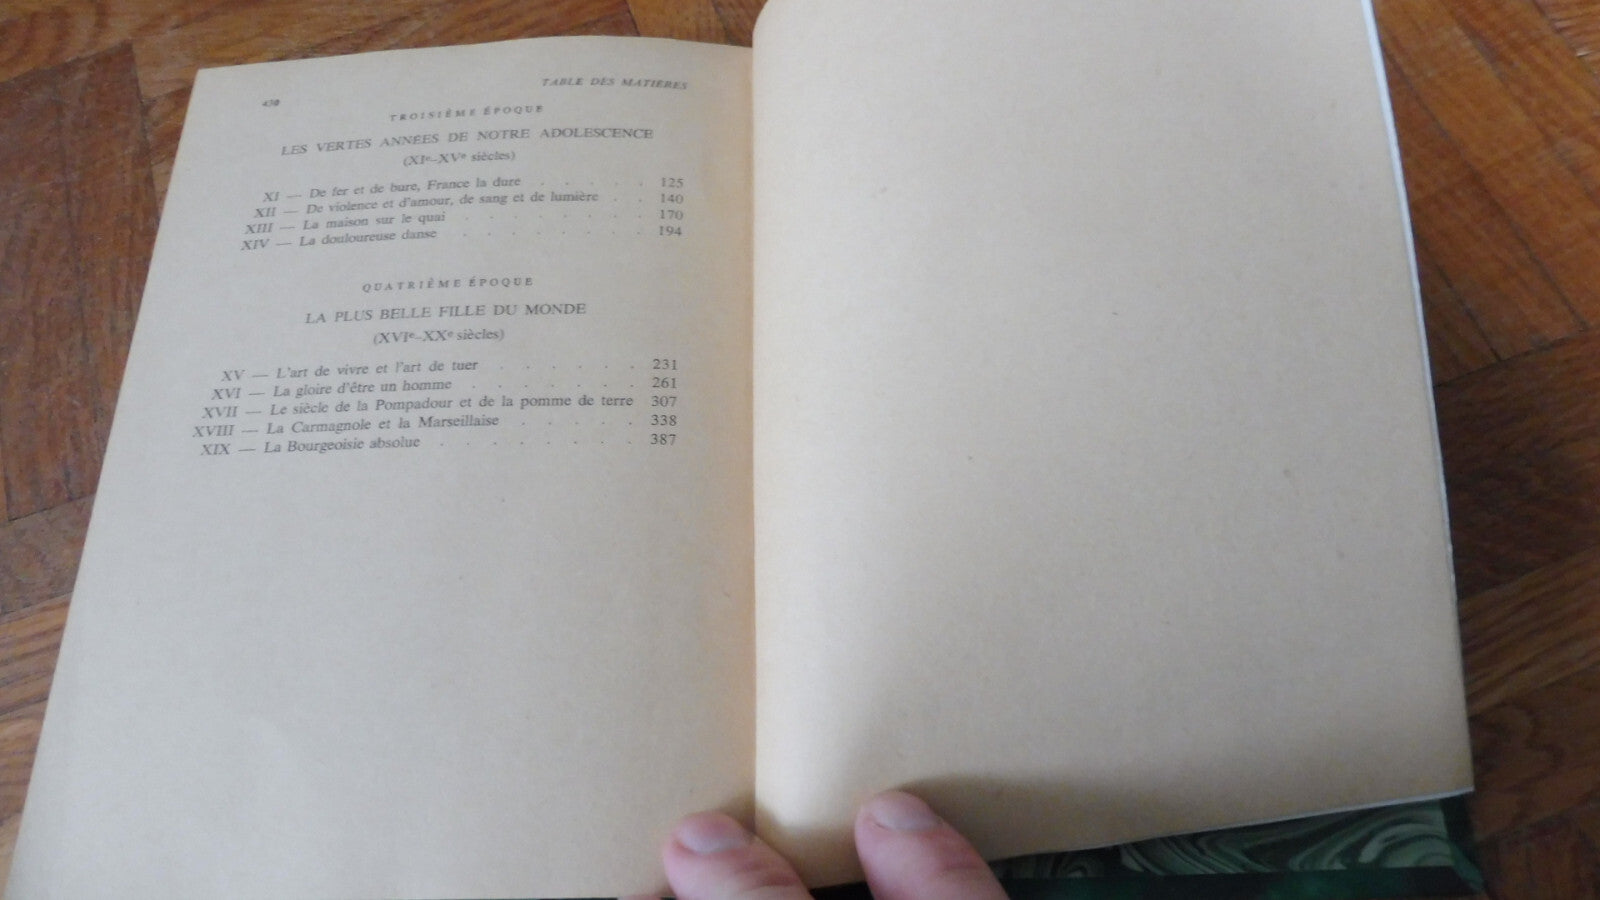 430
TABLE DES MATIÈRES
TROISIÈME ÉPOQUE
LES VERTES ANNÉES DE NOTRE ADOLESCENCE
(XIe-XVe siècles)
XI — De fer et de bure, France la dure . . . . . 125
XII — De violence et d'amour, de sang et de lumière . . 140
XIII — La maison sur le quai . . . . . . . 170
XIV — La douloureuse danse . . . . . . . 194
QUATRIÈME ÉPOQUE
LA PLUS BELLE FILLE DU MONDE
(XVIe-XXe siècles)
XV — L'art de vivre et l'art de tuer . . . . . . 231
XVI — La gloire d'être un homme . . . . . . . 261
XVII — Le siècle de la Pompadour et de la pomme de terre 307
XVIII — La Carmagnole et la Marseillaise . . . . . 338
XIX — La Bourgeoisie absolue . . . . . . . . 387